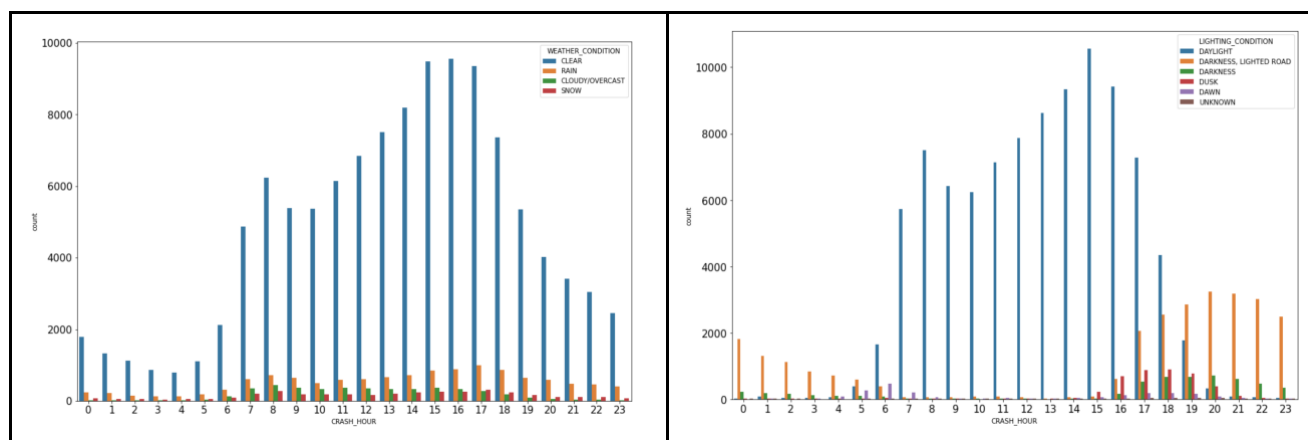 10000
8000
6000
4000
2000
0
count
WEATHER_CONDITION
CLEAR
RAIN
CLOUDY/OVERCAST
SNOW
0 1 2 3 4 5 6 7 8 9 10 11 12 13 14 15 16 17 18 19 20 21 22 23
CRASH_HOUR
10000
8000
6000
4000
2000
0
count
LIGHTING_CONDITION
DAYLIGHT
DARKNESS, LIGHTED ROAD
DARKNESS
DUSK
DAWN
UNKNOWN
0 1 2 3 4 5 6 7 8 9 10 11 12 13 14 15 16 17 18 19 20 21 22 23
CRASH_HOUR